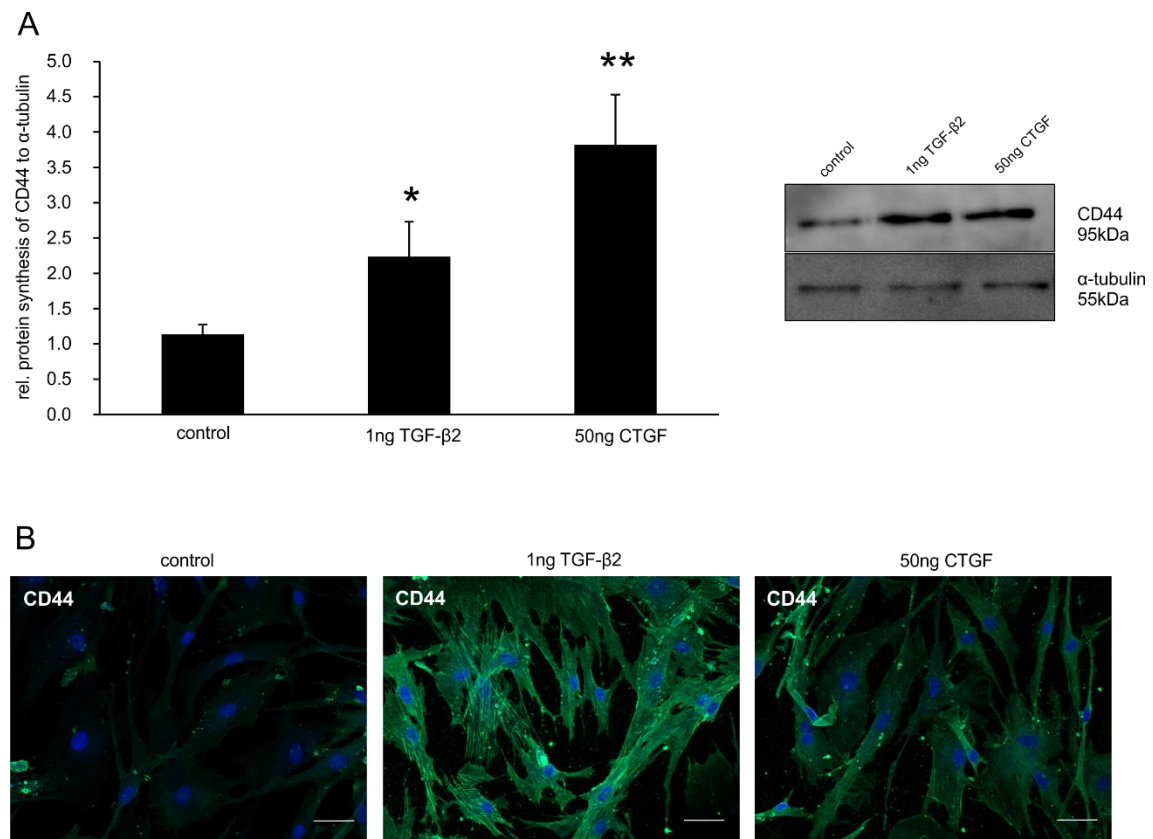 A
rel. protein synthesis of CD44 to α-tubulin
5.0
4.5
4.0
3.5
3.0
2.5
2.0
1.5
1.0
0.5
0.0
*
**
control
1ng TGF-β2
50ng CTGF
control
1ng TGF-β2
50ng CTGF
CD44
95kDa
α-tubulin
55kDa
B
control
1ng TGF-β2
50ng CTGF
CD44
CD44
CD44